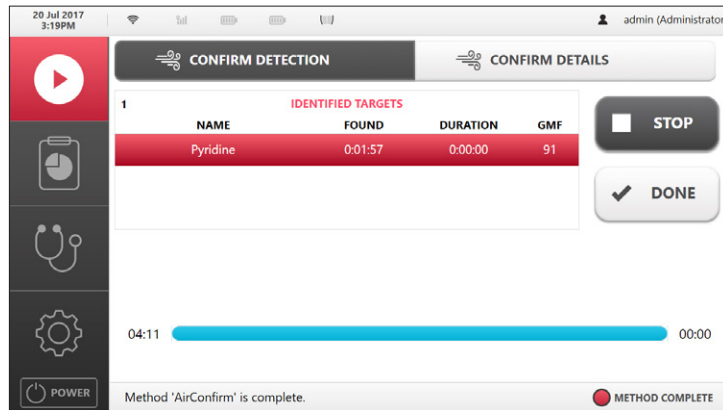 20 Jul 2017
3:19PM
admin (Administrator
CONFIRM DETECTION
CONFIRM DETAILS
1 IDENTIFIED TARGETS
NAME FOUND DURATION GMF
Pyridine 0:01:57 0:00:00 91
STOP
DONE
04:11 00:00
POWER
Method 'AirConfirm' is complete.
METHOD COMPLETE